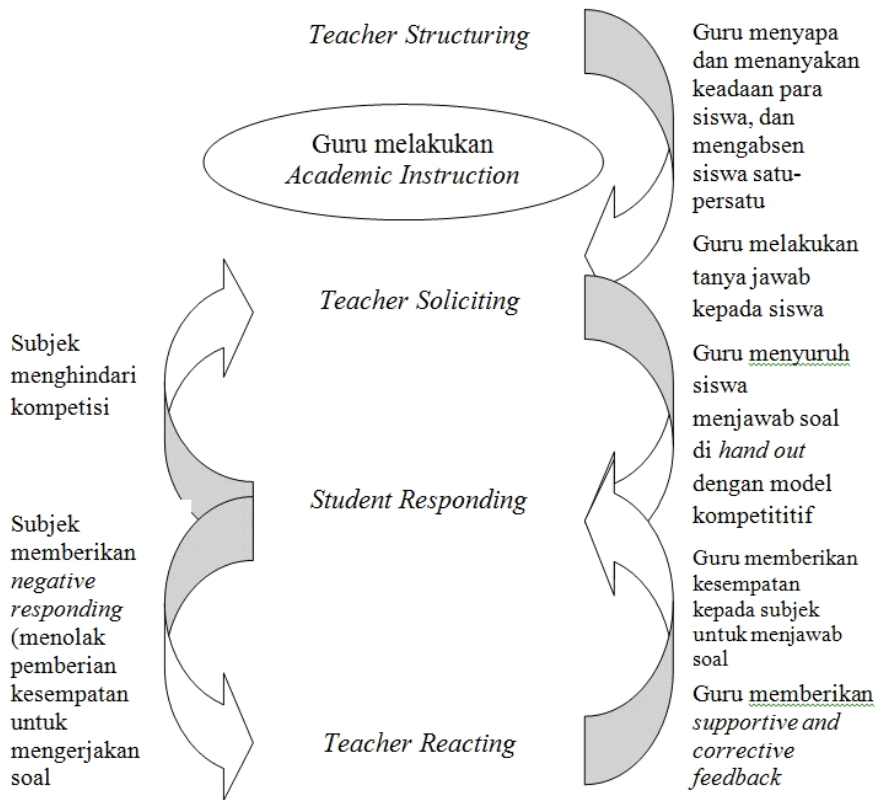 Teacher Structuring
Guru melakukan
Academic Instruction
Teacher Soliciting
Student Responding
Teacher Reacting
Guru menyapa
dan menanyakan
keadaan para
siswa, dan
mengabsen
siswa satu-
persatu
Guru melakukan
tanya jawab
kepada siswa
Guru menyuruh
siswa
menjawab soal
di hand out
dengan model
kompetititif
Guru memberikan
kesempatan
kepada subjek
untuk menjawab
soal
Guru memberikan
supportive and
corrective
feedback
Subjek
menghindari
kompetisi
Subjek
memberikan
negative
responding
(menolak
pemberian
kesempatan
untuk
mengerjakan
soal